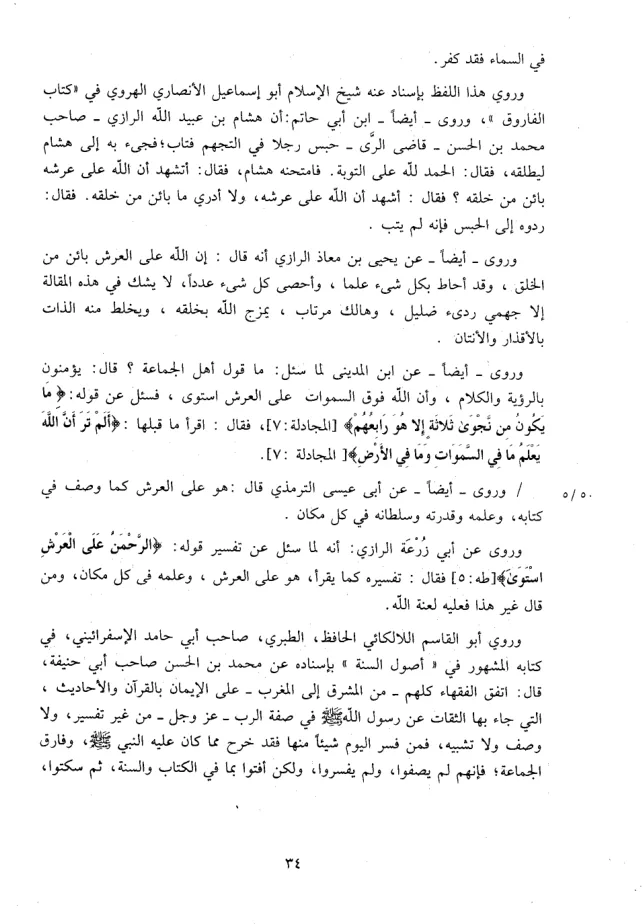 في السماء فقد كفر.
وروي هذا اللفظ بإسناد عنه شيخ الإسلام أبو إسماعيل الأنصاري الهروي في «كتاب
الفاروق »، وروى ـ أيضاً ـ ابن أبي حاتم:أن هشام بن عبيد الله الرازي ـ صاحب
محمد بن الحسن ـ قاضى الرَّى ـ حبس رجلا في التجهم فتاب؛فجىء به إلى هشام
ليطلقه، فقال: الحمد لله على التوبة. فامتحنه هشام، فقال: أتشهد أن الله على عرشه
بائن من خلقه ؟ فقال : أشهد أن الله على عرشه، ولا أدري ما بائن من خلقه. فقال:
ردوه إلى الحبس فإنه لم يتب .
وروى ـ أيضاً ـ عن يحيى بن معاذ الرازي أنه قال : إن الله على العرش بائن من
الخلق ، وقد أحاط بكل شىء علما ، وأحصى كل شىء عدداً، لا يشك في هذه المقالة
إلا جهمي ردىء ضليل ، وهالك مرتاب ، يمزج الله بخلقه ، ويخلط منه الذات
بالأقذار والأنتان .
وروى ـ أيضاً ـ عن ابن المدينى لما سئل: ما قول أهل الجماعة ؟ قال: يؤمنون
بالرؤية والكلام ، وأن الله فوق السموات على العرش استوى ، فسئل عن قوله:﴿ مَا
يَكُونُ مِن نَّجْوَىٰ ثَلاثَةٍ إِلا هُوَ رَابِعُهُمْ﴾ [المجادلة:٧]، فقال : اقرأ ما قبلها :﴿أَلَمْ تَرَ أَنَّ اللَّهَ
يَعْلَمُ مَا فِي السَّمَوَاتِ وَمَا فِي الأَرْضِ﴾[ المجادلة :٧].
٥/٥٠ / وروى ـ أيضاً ـ عن أبى عيسى الترمذي قال :هو على العرش كما وصف في
كتابه، وعلمه وقدرته وسلطانه في كل مكان .
وروى عن أبي زُرْعَة الرازي: أنه لما سئل عن تفسير قوله: ﴿الرَّحْمَنُ عَلَى الْعَرْشِ
اسْتَوَىٰ﴾[طه:٥] فقال : تفسيره كما يقرأ، هو على العرش ، وعلمه فى كل مكان، ومن
قال غير هذا فعليه لعنة الله.
وروي أبو القاسم اللالكائي الحافظ، الطبري، صاحب أبي حامد الإسفرائيني، في
كتابه المشهور في « أصول السنة » بإسناده عن محمد بن الحسن صاحب أبي حنيفة،
قال: اتفق الفقهاء كلهم ـ من المشرق إلى المغرب ـ على الإيمان بالقرآن والأحاديث ،
التي جاء بها الثقات عن رسول الله ﷺ في صفة الرب ـ عز وجل ـ من غير تفسير، ولا
وصف ولا تشبيه، فمن فسر اليوم شيئاً منها فقد خرج مما كان عليه النبي ﷺ، وفارق
الجماعة؛ فإنهم لم يصفوا، ولم يفسروا، ولكن أفتوا بما في الكتاب والسنة، ثم سكتوا،
٣٤